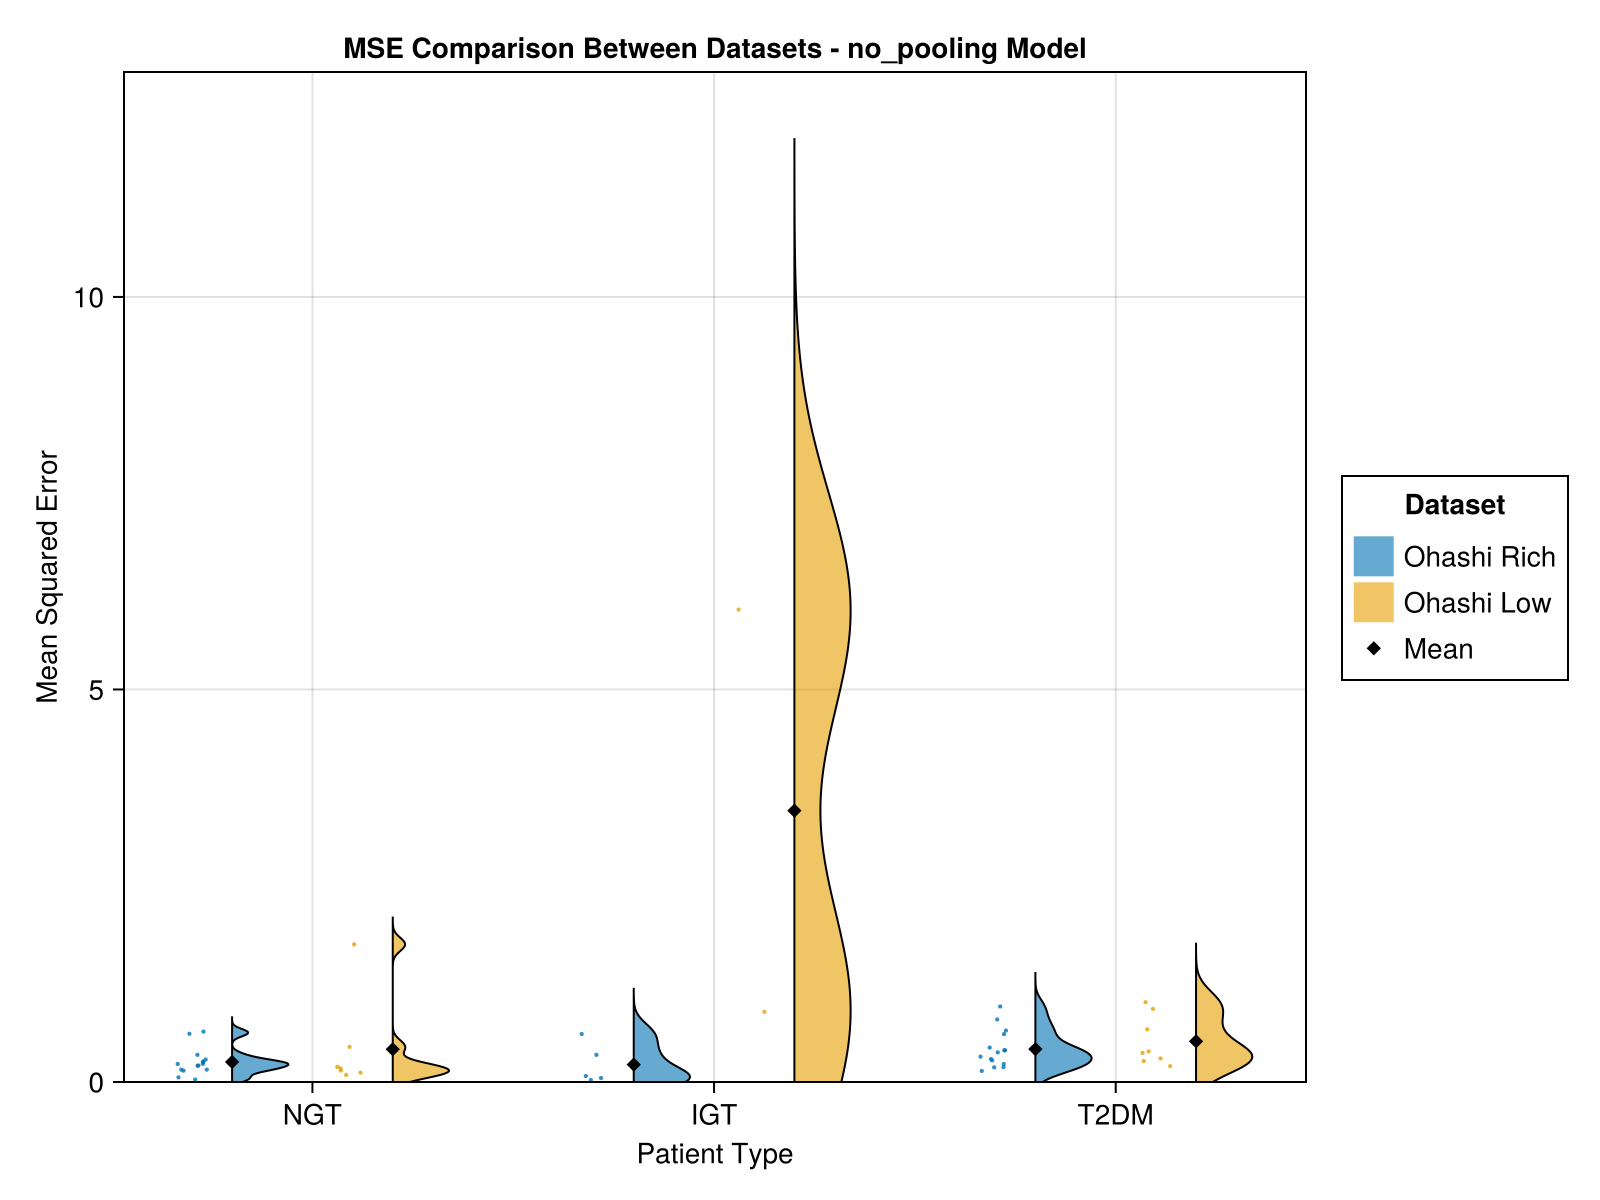 MSE Comparison Between Datasets - no_pooling Model
Mean Squared Error
10
5
0
NGT
IGT
T2DM
Patient Type
Dataset
Ohashi Rich
Ohashi Low
Mean